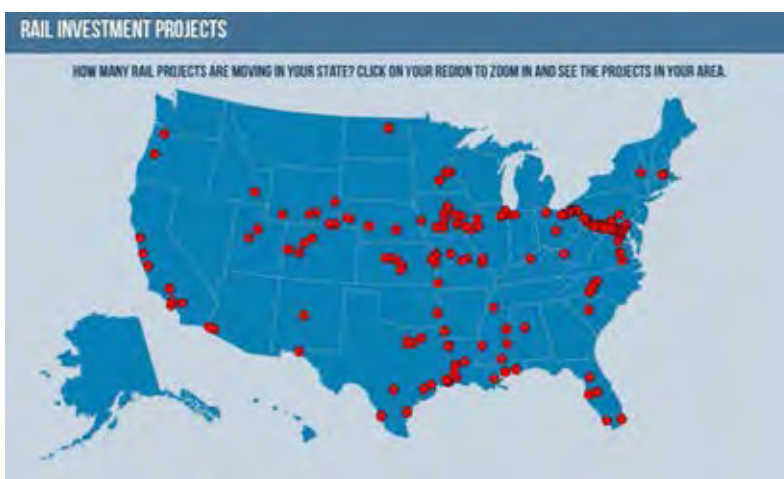 RAIL INVESTMENT PROJECTS
HOW MANY RAIL PROJECTS ARE MOVING IN YOUR STATE? CLICK ON YOUR REGION TO ZOOM IN AND SEE THE PROJECTS IN YOUR AREA.